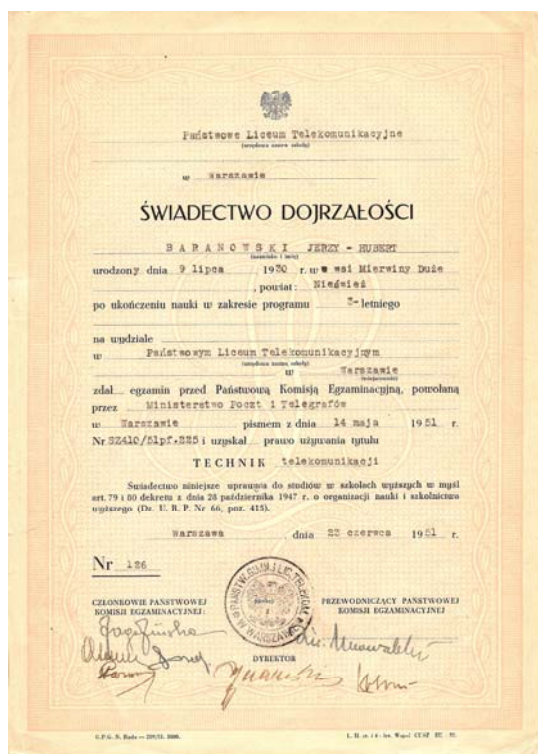 Państwowe Liceum Telekomunikacyjne
(urzędowa nazwa szkoły)
w Warszawie
ŚWIADECTWO DOJRZAŁOŚCI
BARANOWSKI JERZY - HUBERT
(nazwisko i imię)
urodzony dnia 9 lipca 1930 r. w wsi Mierwiny Duże
, powiat: Nieśwież
po ukończeniu nauki w zakresie programu 3-letniego
na wydziale
w Państwowym Liceum Telekomunikacyjnym
(urzędowa nazwa szkoły)
w Warszawie
(miejscowość)
zdał egzamin przed Państwową Komisją Egzaminacyjną, powołaną
przez Ministerstwo Poczt i Telegrafów
w Warszawie pismem z dnia 14 maja 1951 r.
Nr SZ410/51pf.225 i uzyskał prawo używania tytułu
TECHNIK telekomunikacji
Świadectwo niniejsze uprawnia do studiów w szkołach wyższych w myśl
art. 79 i 80 dekretu z dnia 28 października 1947 r. o organizacji nauki i szkolnictwa
wyższego (Dz. U. R. P. Nr 66, poz. 415).
Warszawa , dnia 22 czerwca 1951 r.
Nr 126
CZŁONKOWIE PAŃSTWOWEJ
KOMISJI EGZAMINACYJNEJ:
PRZEWODNICZĄCY PAŃSTWOWEJ
KOMISJI EGZAMINACYJNEJ
DYREKTOR